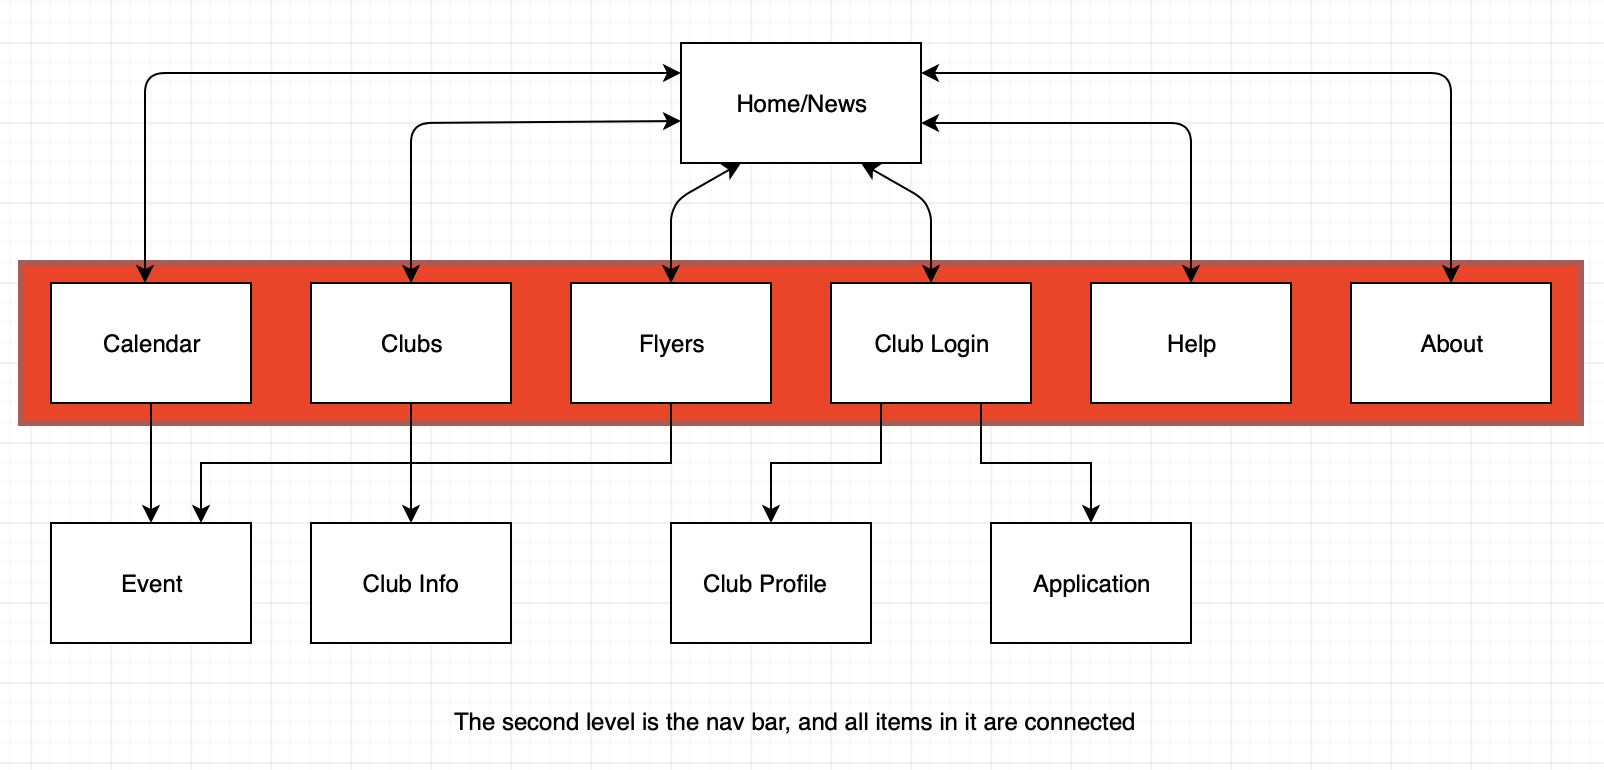 Home/News
Calendar
Clubs
Flyers
Club Login
Help
About
Event
Club Info
Club Profile
Application
The second level is the nav bar, and all items in it are connected